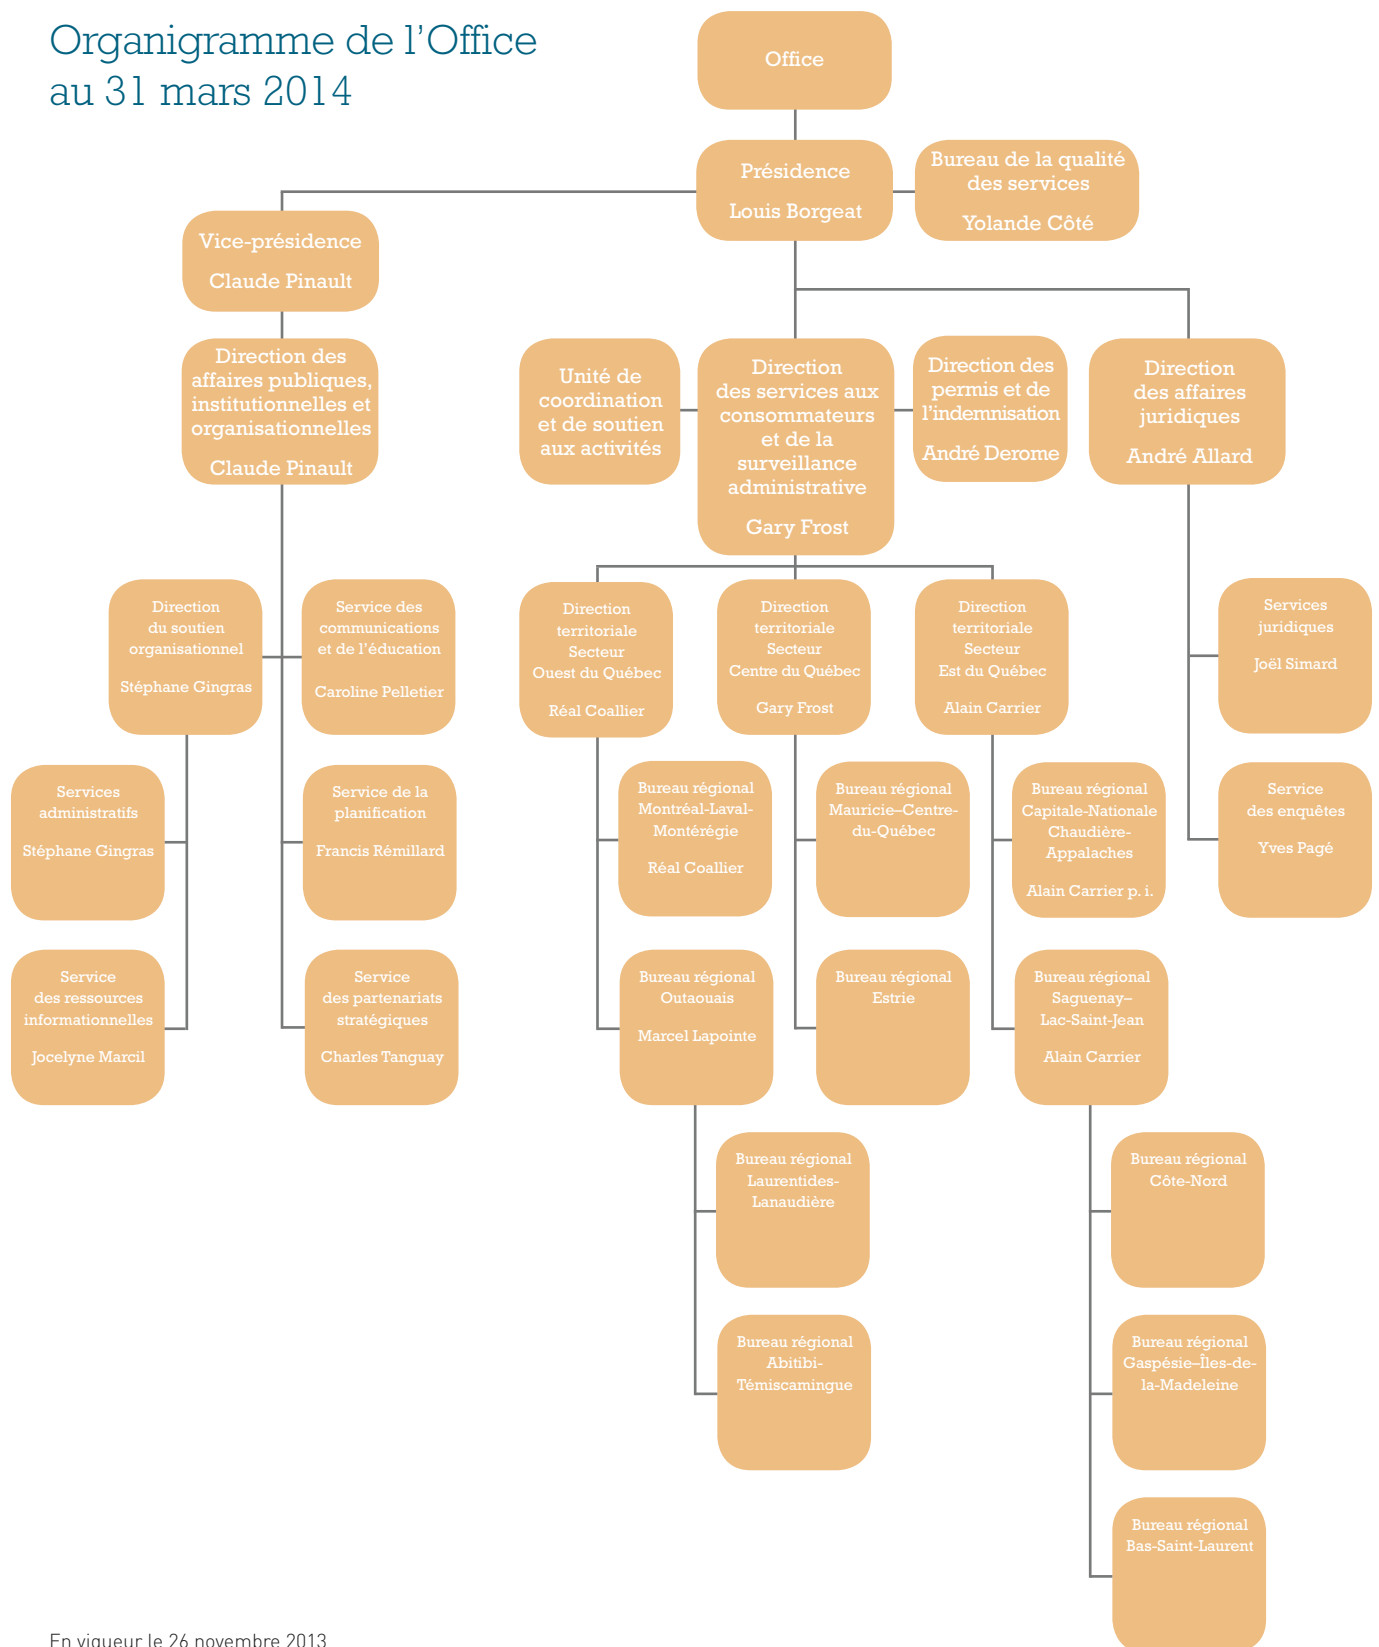 Organigramme de l'Office
au 31 mars 2014
Office
Présidence
Louis Borgeat
Bureau de la qualité
des services
Yolande Côté
Vice-présidence
Claude Pinault
Direction des
affaires publiques,
institutionnelles et
organisationnelles
Claude Pinault
Unité de
coordination
et de soutien
aux activités
Direction
des services aux
consommateurs
et de la
surveillance
administrative
Gary Frost
Direction des
permis et de
l'indemnisation
André Derome
Direction
des affaires
juridiques
André Allard
Direction
du soutien
organisationnel
Stéphane Gingras
Service des
communications
et de l'éducation
Caroline Pelletier
Direction
territoriale
Secteur
Ouest du Québec
Réal Coallier
Direction
territoriale
Secteur
Centre du Québec
Gary Frost
Direction
territoriale
Secteur
Est du Québec
Alain Carrier
Services
juridiques
Joël Simard
Services
administratifs
Stéphane Gingras
Service de la
planification
Francis Rémillard
Bureau régional
Montréal-Laval-
Montérégie
Réal Coallier
Bureau régional
Mauricie–Centre-
du-Québec
Bureau régional
Capitale-Nationale
Chaudière-
Appalaches
Alain Carrier p. i.
Service
des enquêtes
Yves Pagé
Service
des ressources
informationnelles
Jocelyne Marcil
Service
des partenariats
stratégiques
Charles Tanguay
Bureau régional
Outaouais
Marcel Lapointe
Bureau régional
Estrie
Bureau régional
Saguenay–
Lac-Saint-Jean
Alain Carrier
Bureau régional
Laurentides-
Lanaudière
Bureau régional
Côte-Nord
Bureau régional
Abitibi-
Témiscamingue
Bureau régional
Gaspésie–Îles-de-
la-Madeleine
Bureau régional
Bas-Saint-Laurent
En vigueur le 26 novembre 2013